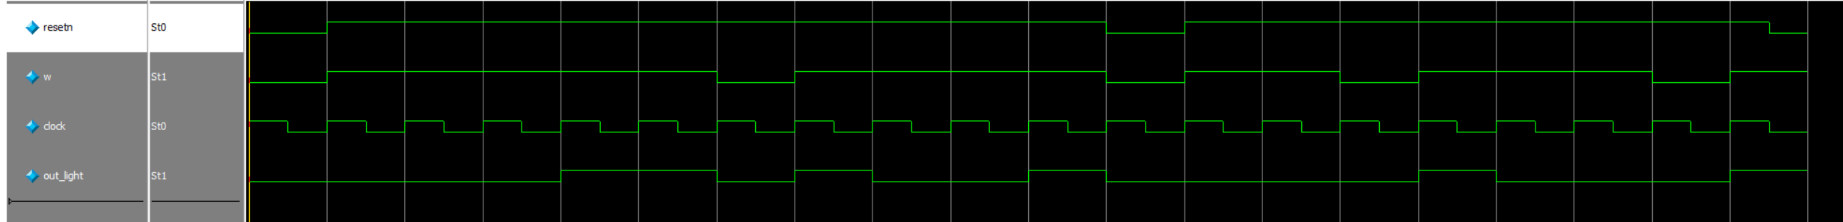 resetn St0
w St1
clock St0
out_light St1